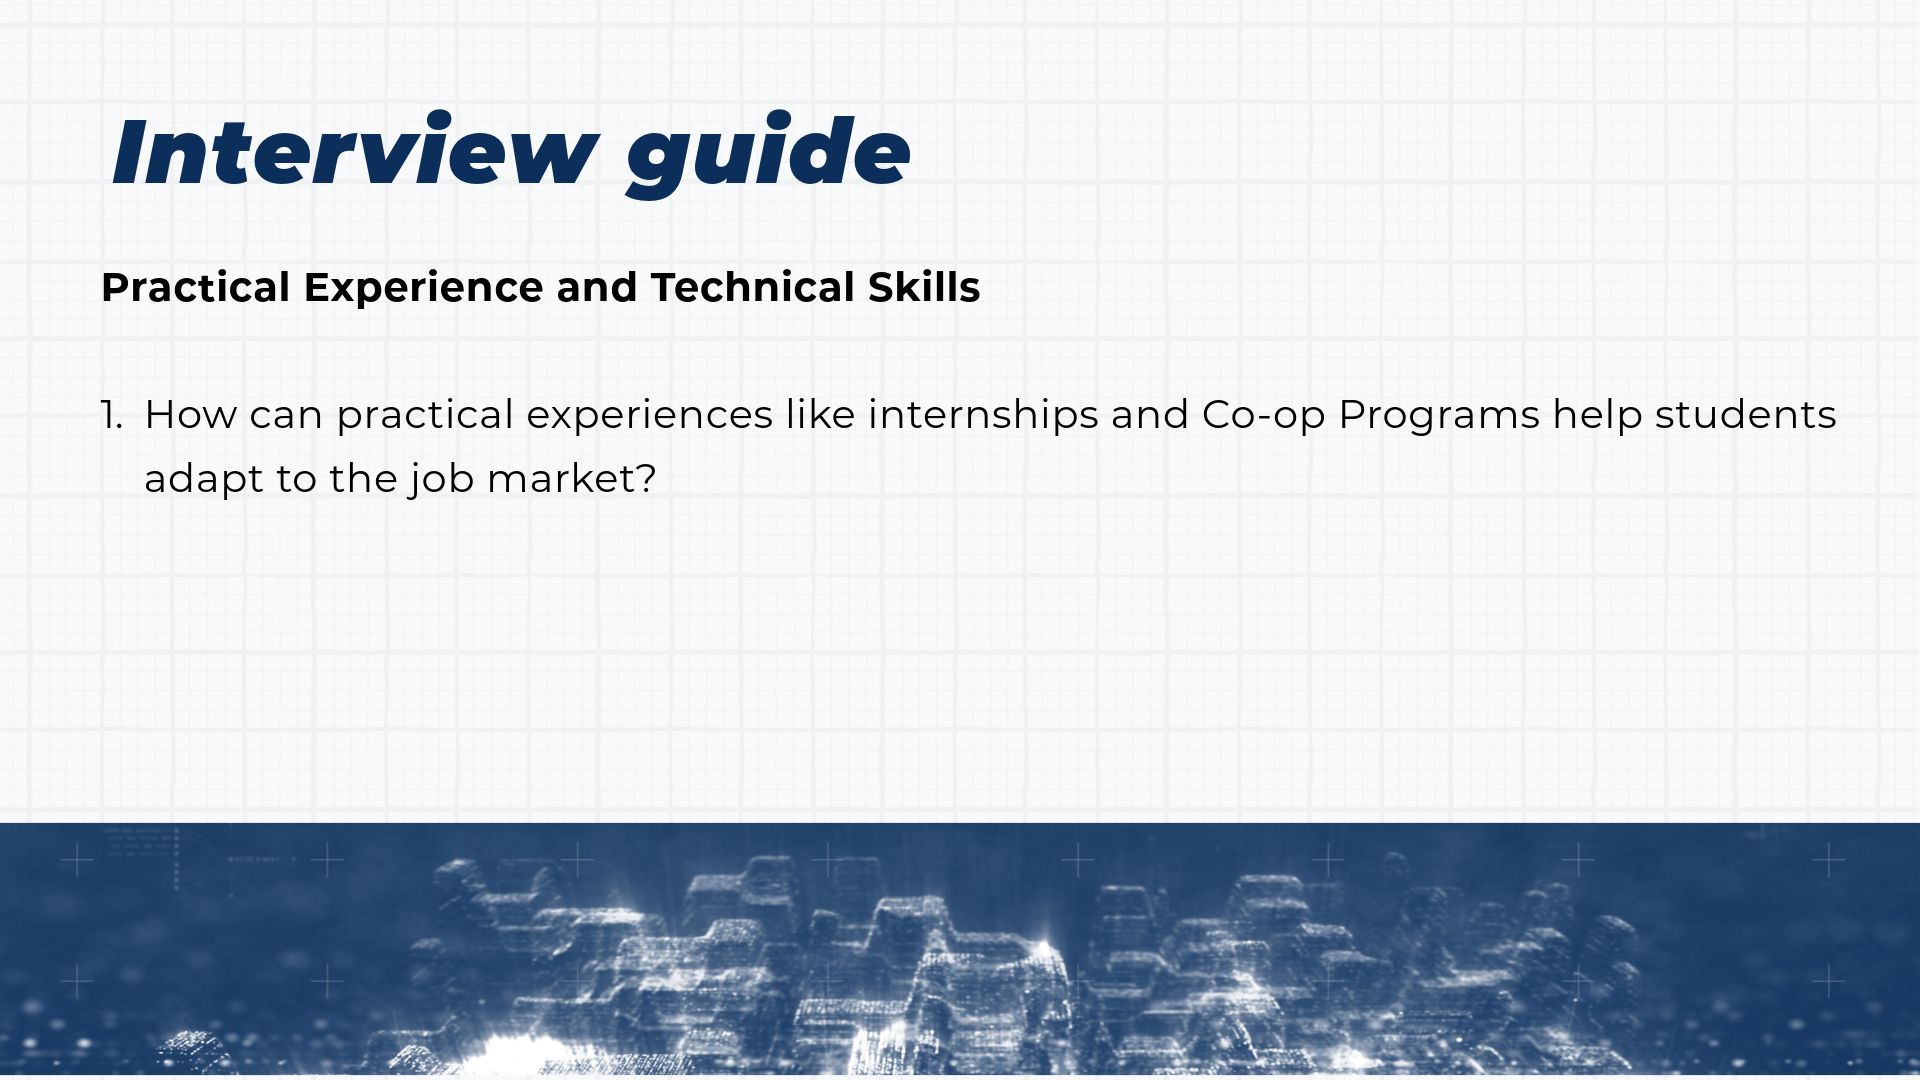 Interview guide
Practical Experience and Technical Skills
1. How can practical experiences like internships and Co-op Programs help students
adapt to the job market?